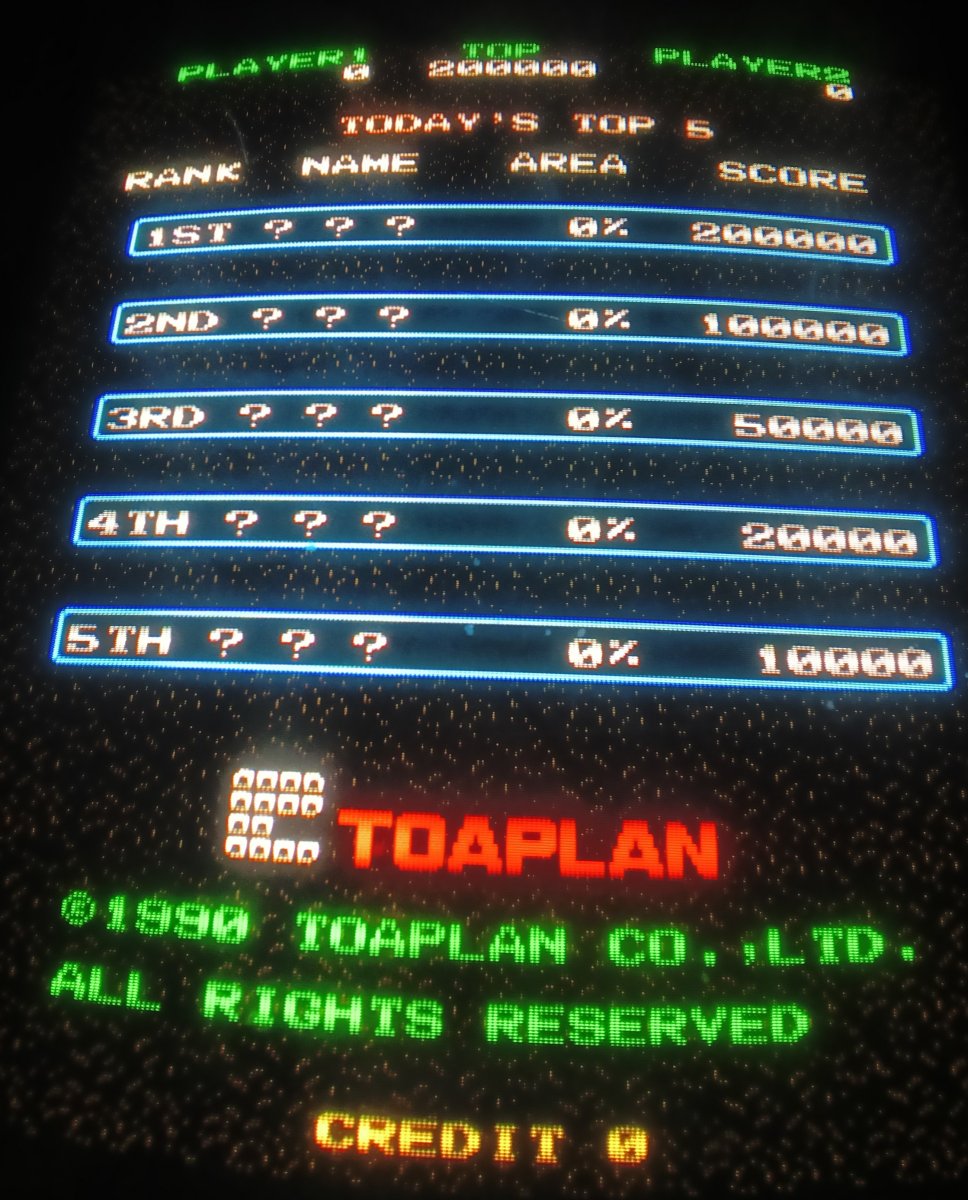 PLAYER1 TOP PLAYER2
0 200000 0
TODAY'S TOP 5
RANK NAME AREA SCORE
1ST ? ? ? 0% 200000
2ND ? ? ? 0% 100000
3RD ? ? ? 0% 50000
4TH ? ? ? 0% 20000
5TH ? ? ? 0% 10000
TOAPLAN
©1990 TOAPLAN CO.,LTD.
ALL RIGHTS RESERVED
CREDIT 0